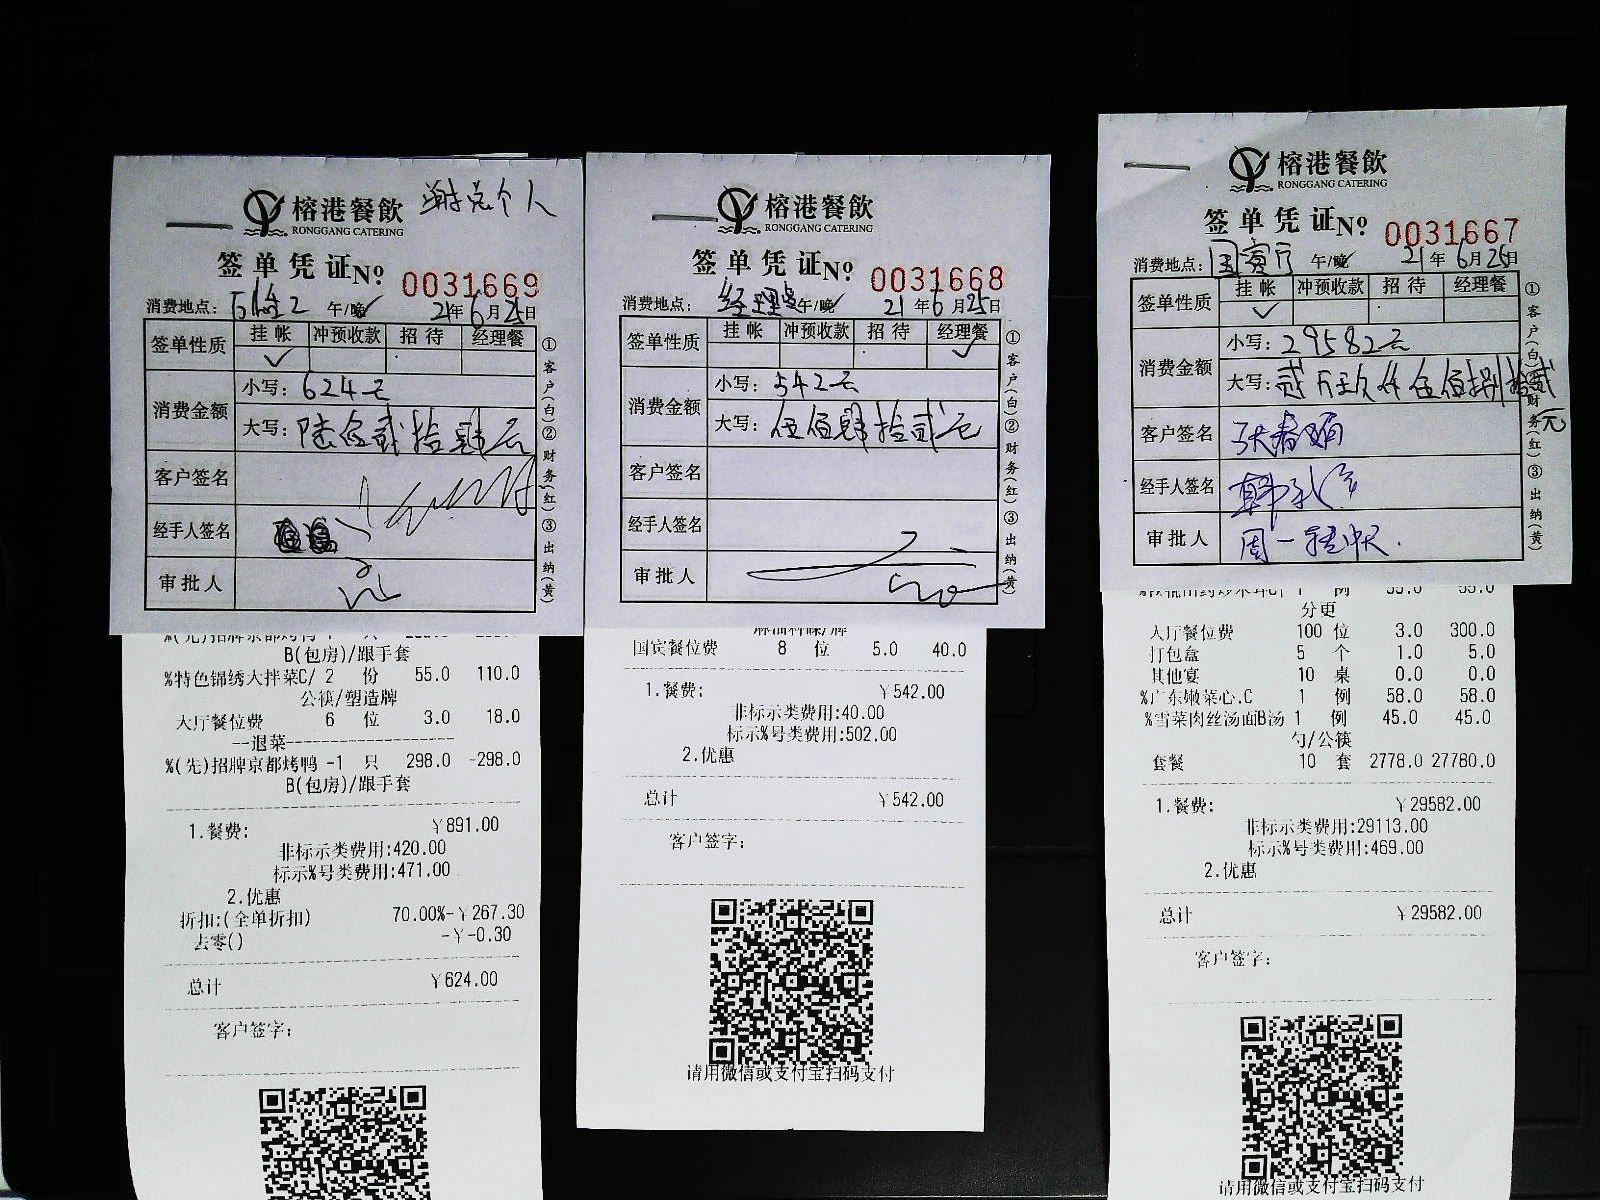 榕港餐飲
RONGGANG CATERING
谢总个人
签单凭证 No 0031669
消费地点: 午/晚 21年6月25日
签单性质 挂帐 冲预收款 招待 经理餐
✓
消费金额 小写: 624元
大写: 陆佰贰拾肆元
客户签名
经手人签名
审批人
①客户(白)②财务(红)③出纳(黄)
%(先)招牌京都烤鸭
B(包房)/跟手套
%特色锦绣大拌菜C/ 2 份 55.0 110.0
公筷/塑造牌
大厅餐位费 6 位 3.0 18.0
--退菜--
%(先)招牌京都烤鸭 -1 只 298.0 -298.0
B(包房)/跟手套
1.餐费: ¥891.00
非标示类费用:420.00
标示%号类费用:471.00
2.优惠
折扣:(全单折扣) 70.00%-¥267.30
去零() -¥-0.30
总计 ¥624.00
客户签字:
榕港餐飲
RONGGANG CATERING
签单凭证 No 0031668
消费地点: 经理 午/晚 21年6月25日
签单性质 挂帐 冲预收款 招待 经理餐
✓
消费金额 小写: 542元
大写: 伍佰肆拾贰元
客户签名
经手人签名
审批人
①客户(白)②财务(红)③出纳(黄)
国宾餐位费 8 位 5.0 40.0
1.餐费: ¥542.00
非标示类费用:40.00
标示%号类费用:502.00
2.优惠
总计 ¥542.00
客户签字:
请用微信或支付宝扫码支付
榕港餐飲
RONGGANG CATERING
签单凭证 No 0031667
消费地点: 国宴厅 午/晚 21年6月25日
签单性质 挂帐 冲预收款 招待 经理餐
✓
消费金额 小写: 29582元
大写: 贰万玖仟伍佰捌拾贰元
客户签名 张春
经手人签名 韩
审批人 周一
①客户(白)②财务(红)③出纳(黄)
分更
大厅餐位费 100 位 3.0 300.0
打包盒 5 个 1.0 5.0
其他宴 10 桌 0.0 0.0
%广东嫩菜心.C 1 例 58.0 58.0
%雪菜肉丝汤面B汤 1 例 45.0 45.0
勺/公筷
套餐 10 套 2778.0 27780.0
1.餐费: ¥29582.00
非标示类费用:29113.00
标示%号类费用:469.00
2.优惠
总计 ¥29582.00
客户签字:
请用微信或支付宝扫码支付